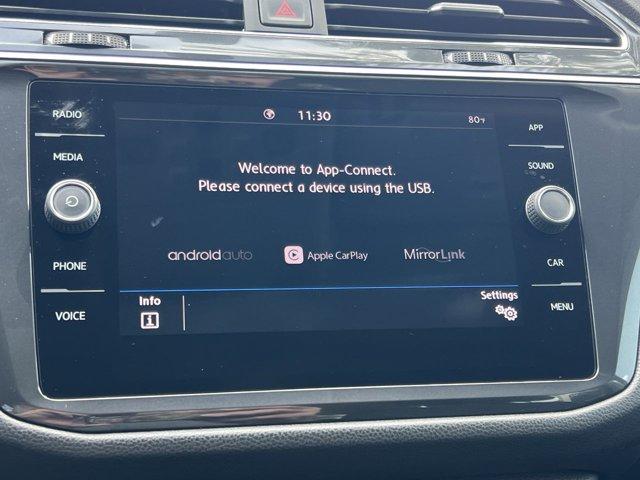 RADIO
MEDIA
PHONE
VOICE
11:30
80°F
Welcome to App-Connect.
Please connect a device using the USB.
androidauto
Apple CarPlay
MirrorLink
Info
i
Settings
APP
SOUND
CAR
MENU